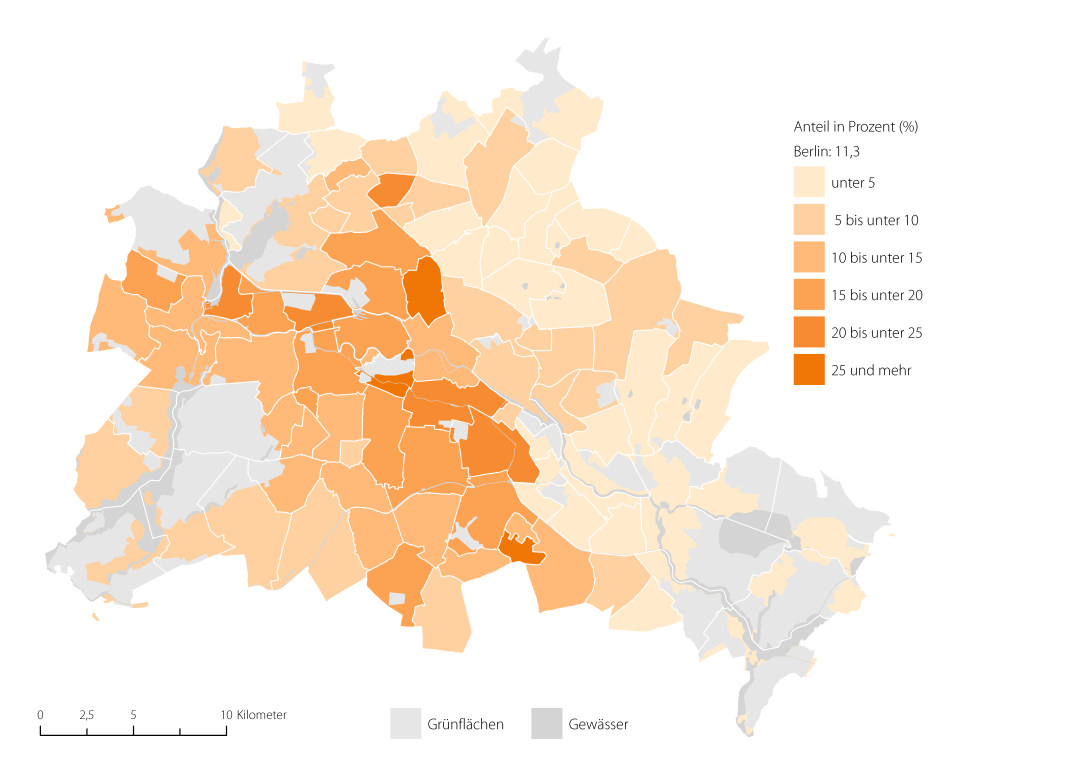 Anteil in Prozent (%)
Berlin: 11,3
unter 5
5 bis unter 10
10 bis unter 15
15 bis unter 20
20 bis unter 25
25 und mehr
0 2,5 5 10 Kilometer
Grünflächen Gewässer